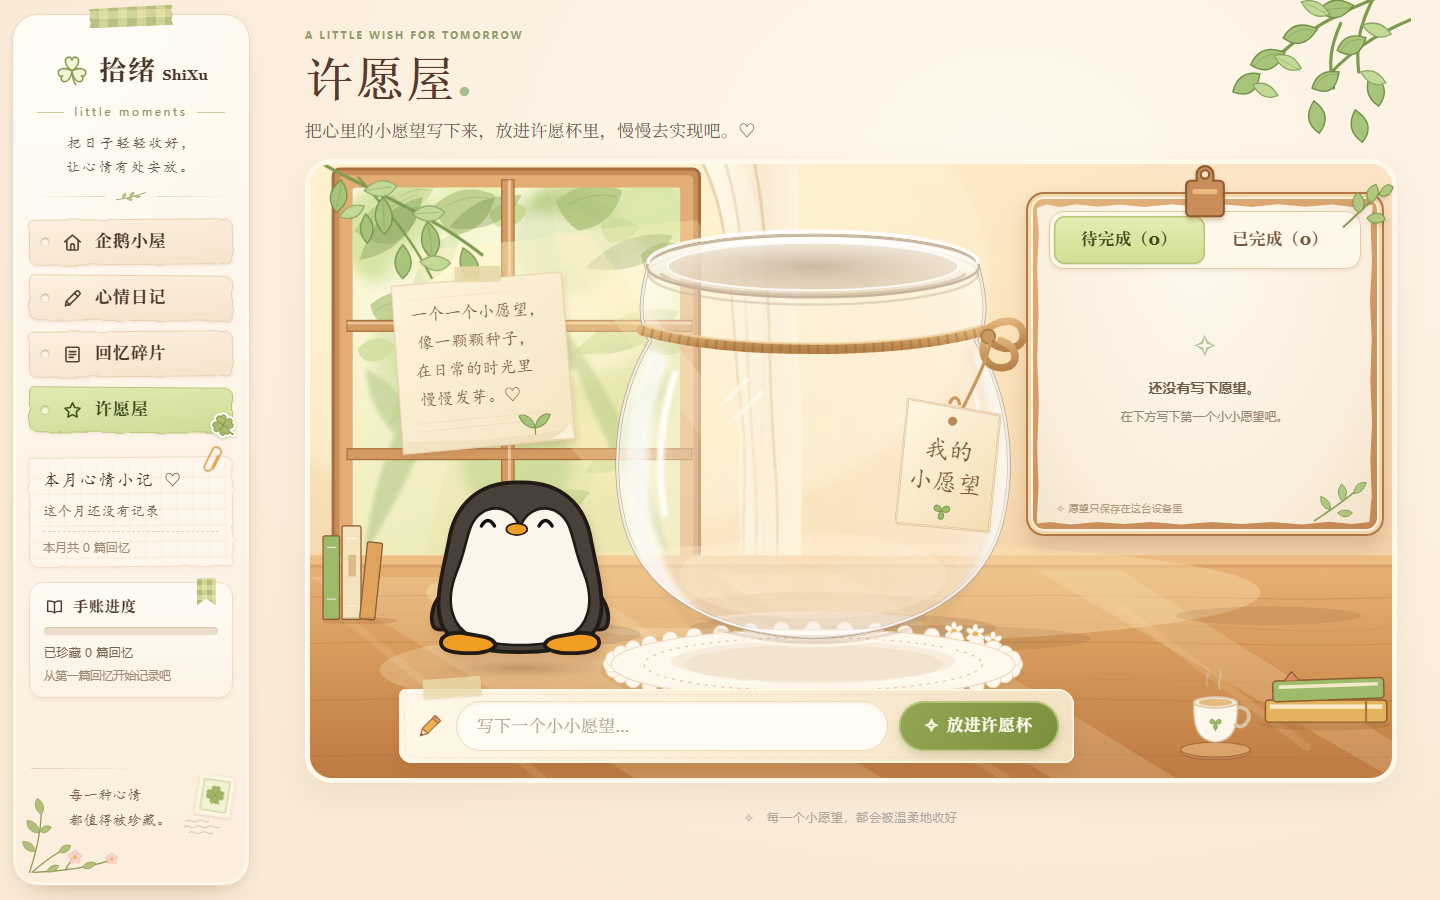 拾绪 ShiXu
little moments
把日子轻轻收好，
让心情有处安放。
企鹅小屋
心情日记
回忆碎片
许愿屋
本月心情小记 ♡
这个月还没有记录
本月共 0 篇回忆
手账进度
已珍藏 0 篇回忆
从第一篇回忆开始记录吧
每一种心情
都值得被珍藏。
A LITTLE WISH FOR TOMORROW
许愿屋
把心里的小愿望写下来，放进许愿杯里，慢慢去实现吧。♡
一个一个小愿望，
像一颗颗种子，
在日常的时光里
慢慢发芽。♡
我的
小愿望
待完成（0）
已完成（0）
还没有写下愿望。
在下方写下第一个小小愿望吧。
✧ 愿望只保存在这台设备里
写下一个小小愿望...
✧ 放进许愿杯
✧ 每一个小愿望，都会被温柔地收好